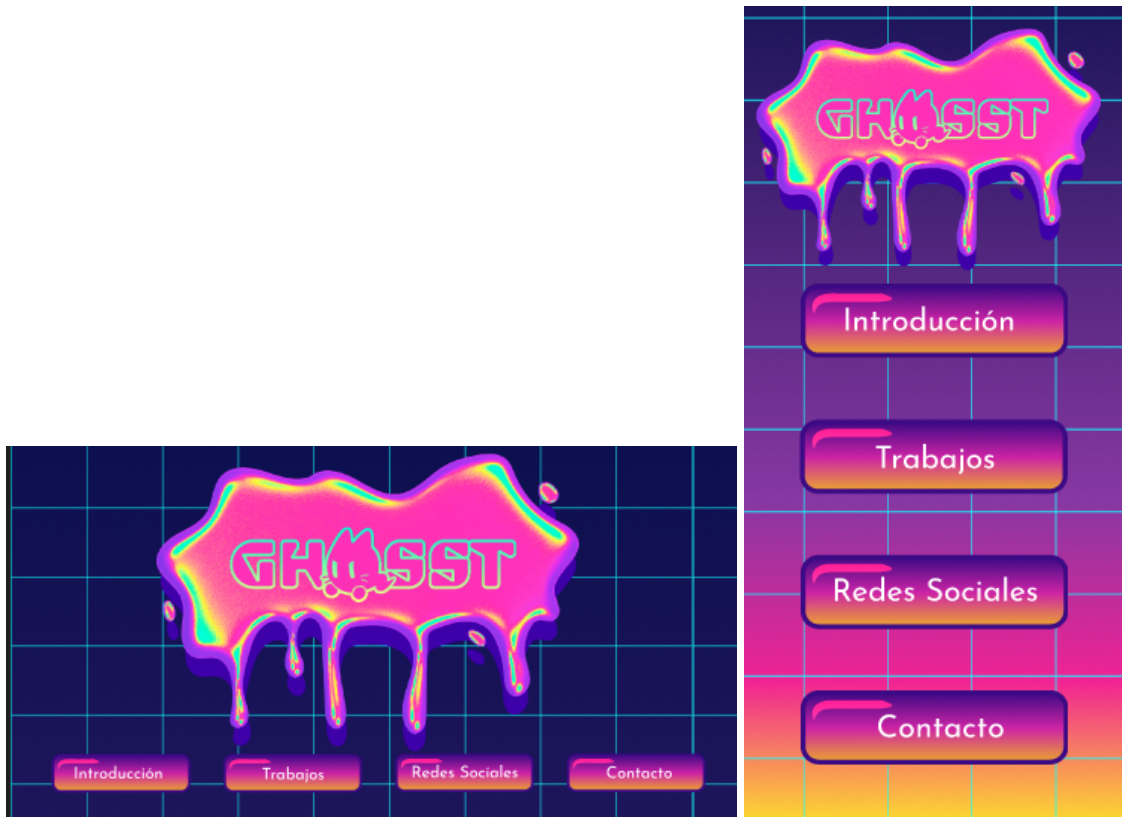 GHOSST
Introducción
Trabajos
Redes Sociales
Contacto
GHOSST
Introducción
Trabajos
Redes Sociales
Contacto